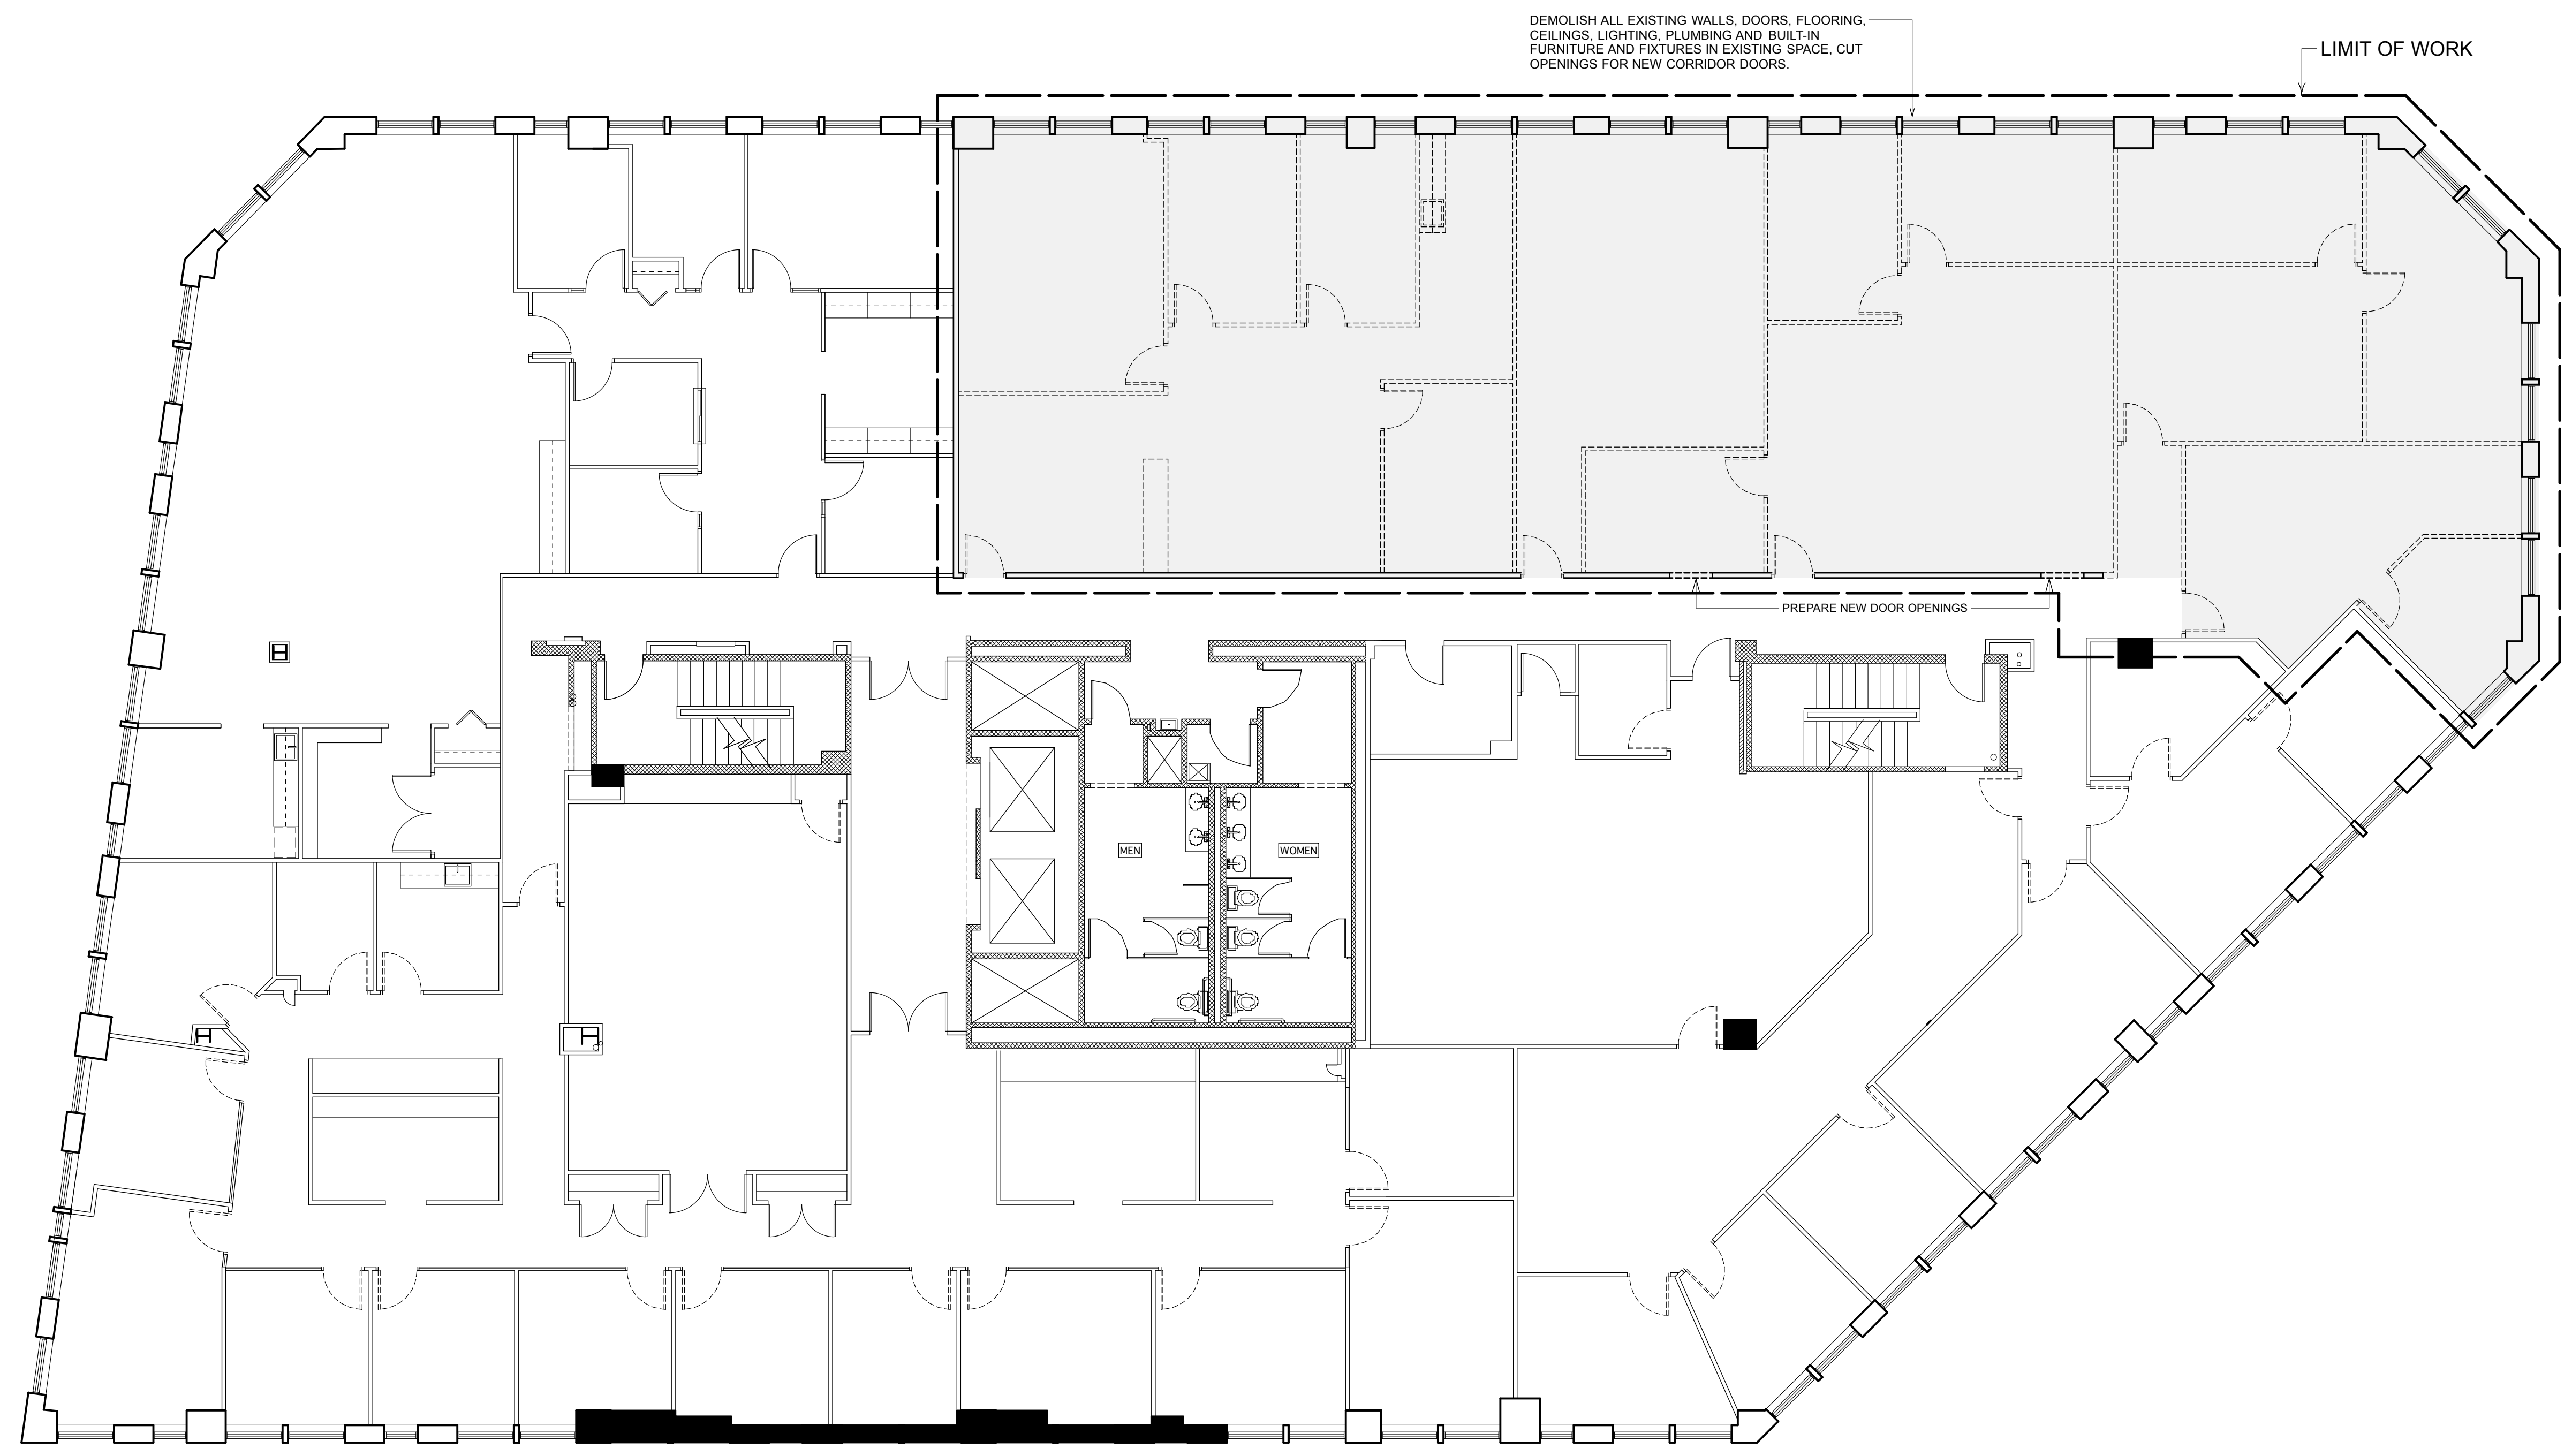 DEMOLISH ALL EXISTING WALLS, DOORS, FLOORING,
CEILINGS, LIGHTING, PLUMBING AND BUILT-IN
FURNITURE AND FIXTURES IN EXISTING SPACE, CUT
OPENINGS FOR NEW CORRIDOR DOORS.
LIMIT OF WORK
PREPARE NEW DOOR OPENINGS
MEN
WOMEN